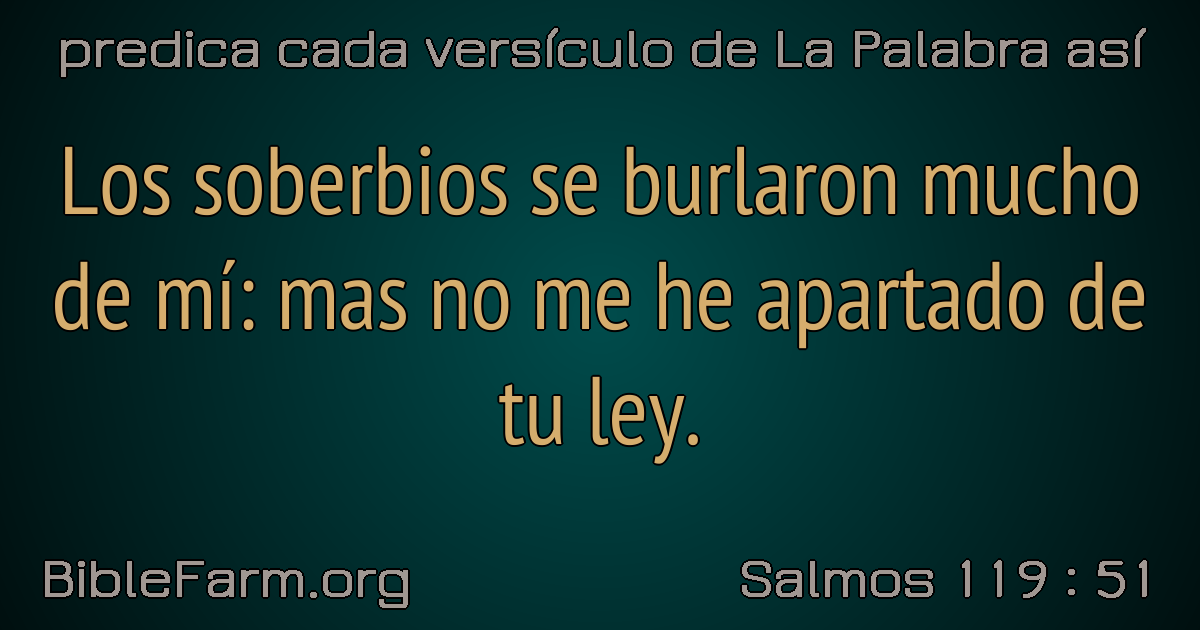 predica cada versículo de La Palabra así
Los soberbios se burlaron mucho
de mí: mas no me he apartado de
tu ley.
BibleFarm.org
Salmos 119 : 51